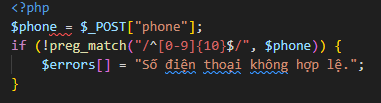 <?php
$phone = $_POST["phone"];
if (!preg_match("/^[0-9]{10}$/", $phone)) {
    $errors[] = "Số điện thoại không hợp lệ.";
}